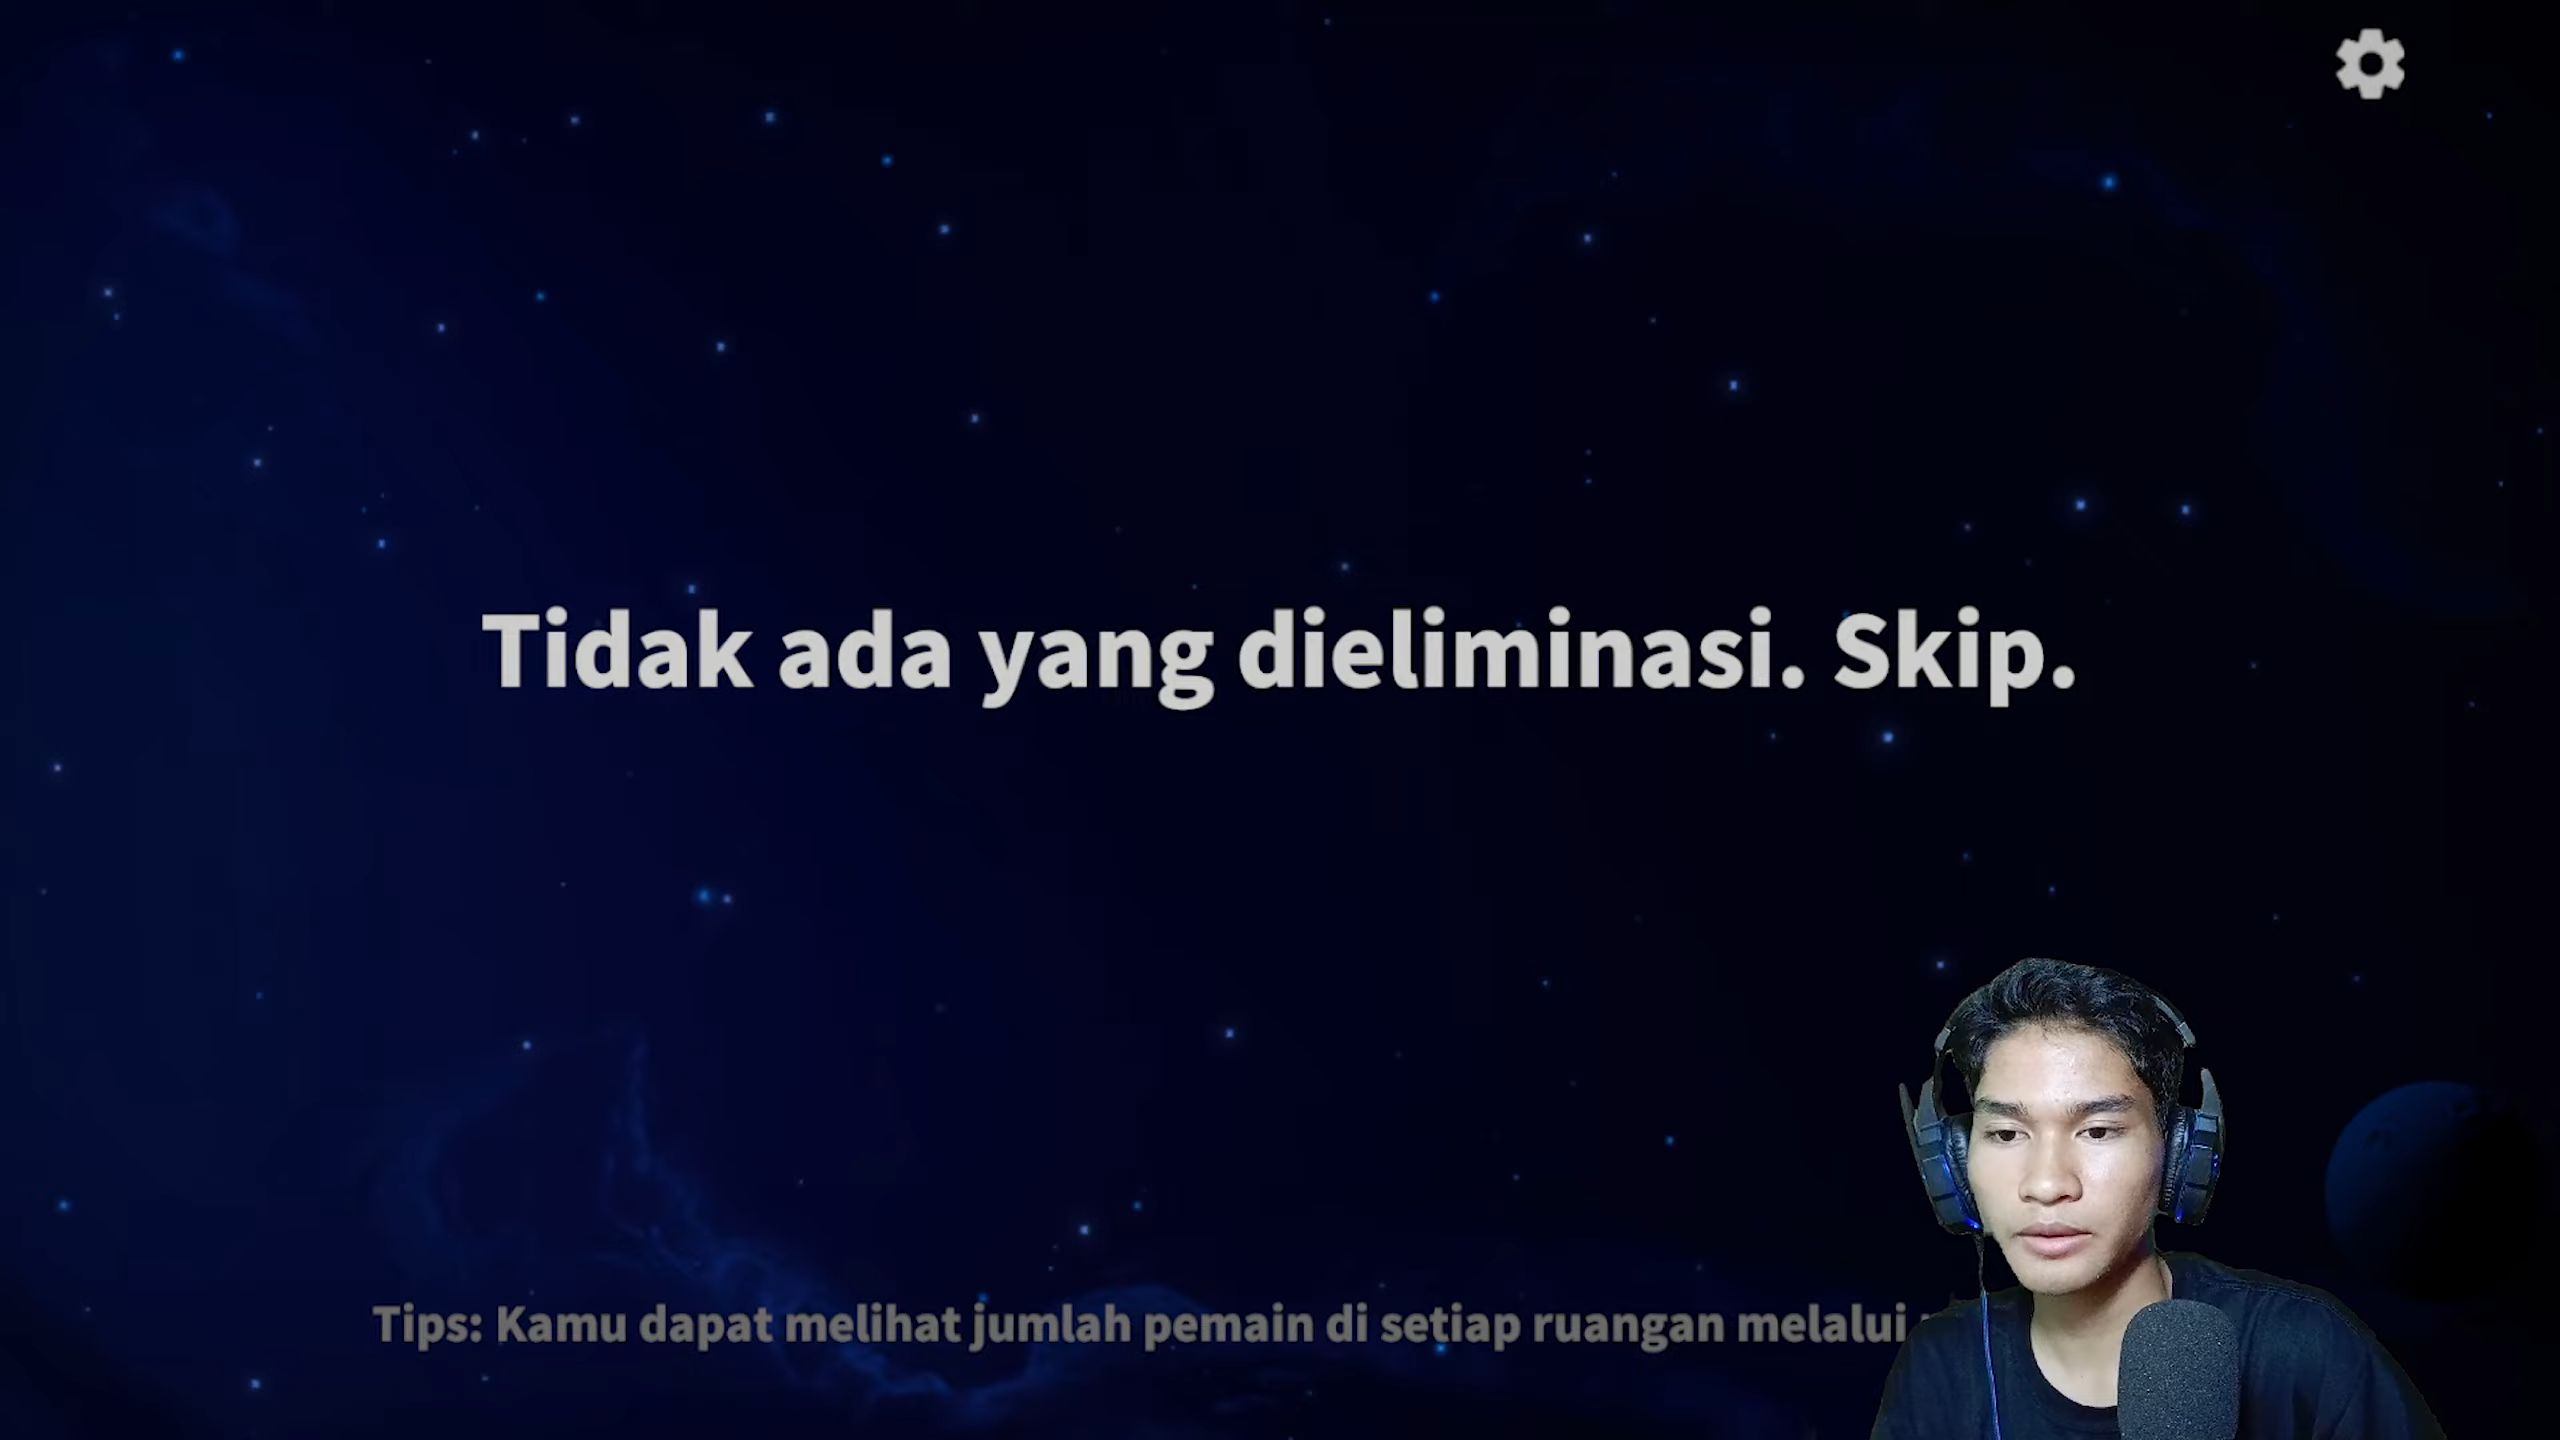 Tidak ada yang dieliminasi. Skip.
Tips: Kamu dapat melihat jumlah pemain di setiap ruangan melalui